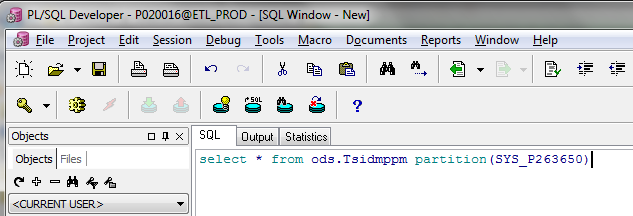 PL/SQL Developer - P020016@ETL_PROD - [SQL Window - New]
File Project Edit Session Debug Tools Macro Documents Reports Window Help
SQL
?
Objects
SQL Output Statistics
Objects Files
select * from ods.Tsidmppm partition(SYS_P263650)
<CURRENT USER>